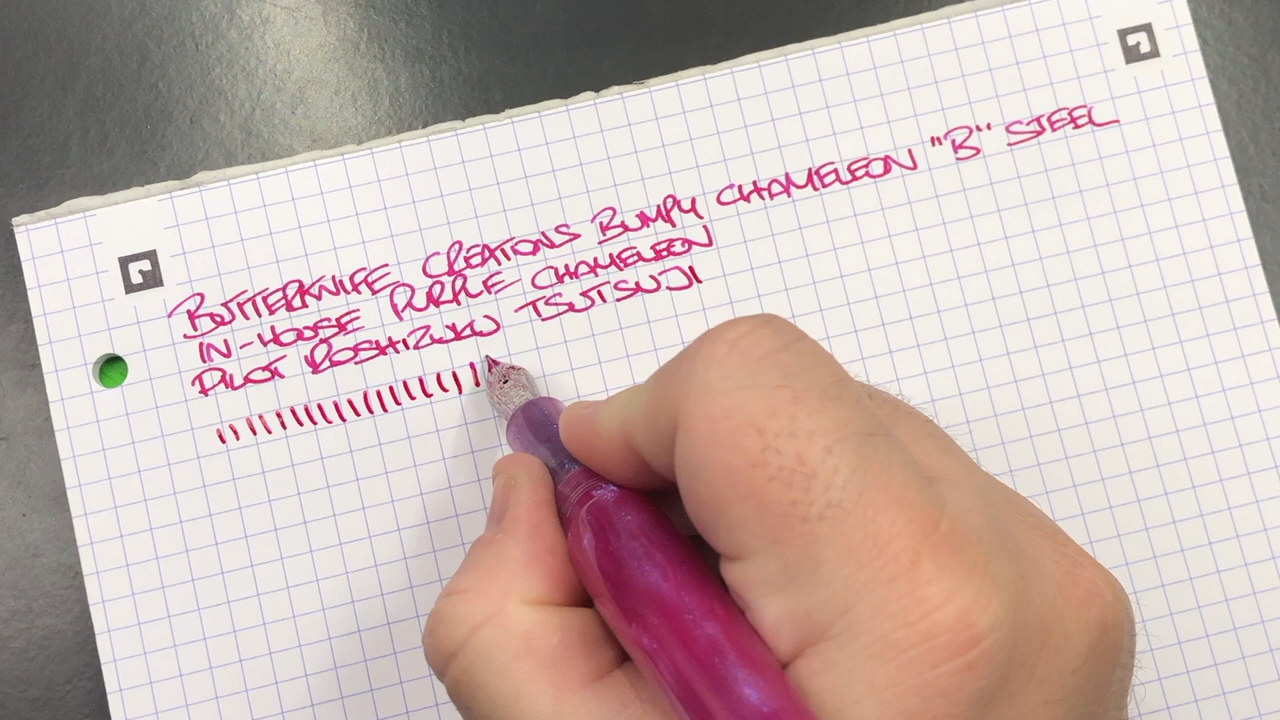 BUTTERKNIFE CREATIONS BUMPY CHAMELEON "B" STEEL
IN-HOUSE PURPLE CHAMELEON
PILOT IROSHIZUKU TSUTSUJI